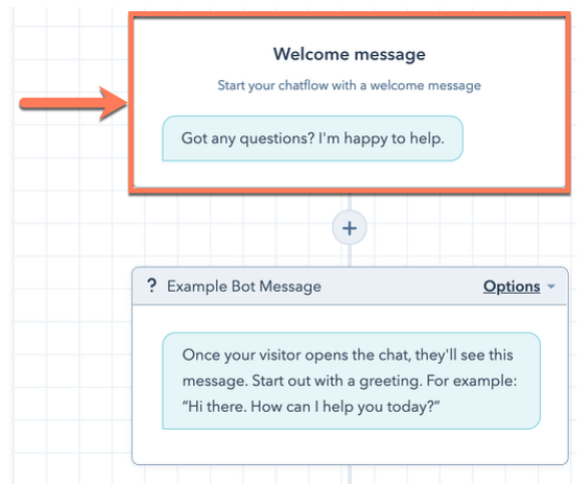 Welcome message
Start your chatflow with a welcome message
Got any questions? I'm happy to help.
+
? Example Bot Message Options
Once your visitor opens the chat, they'll see this
message. Start out with a greeting. For example:
“Hi there. How can I help you today?”